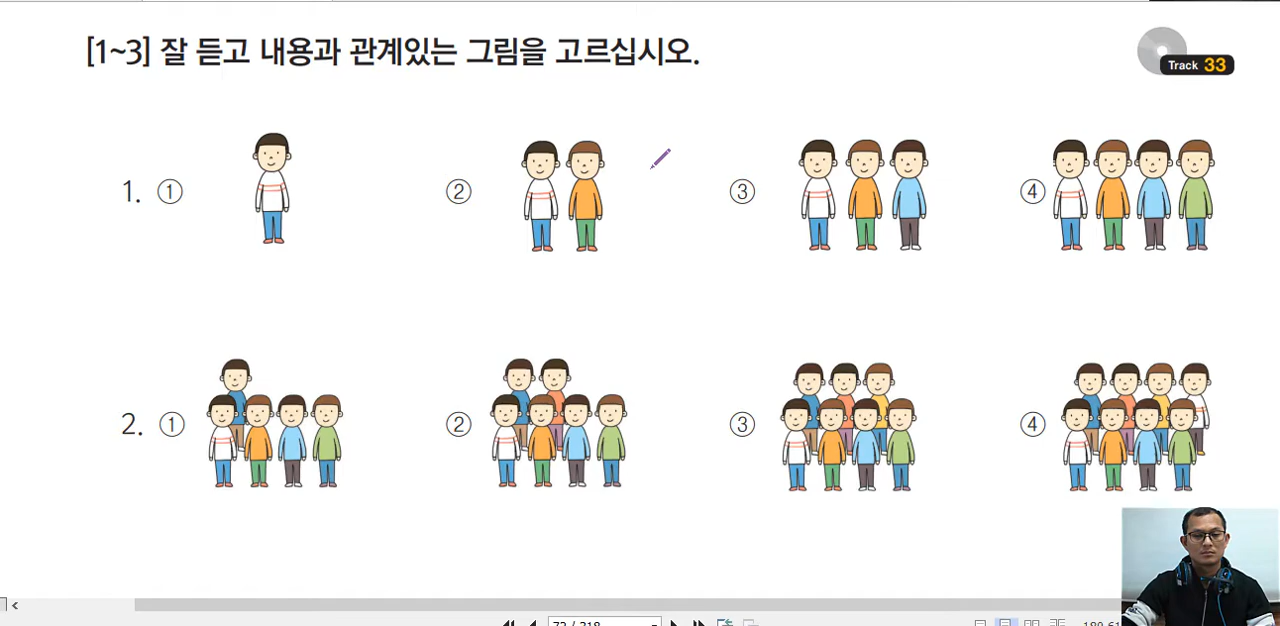 [1~3] 잘 듣고 내용과 관계있는 그림을 고르십시오.
Track 33
1. ① ② ③ ④
2. ① ② ③ ④